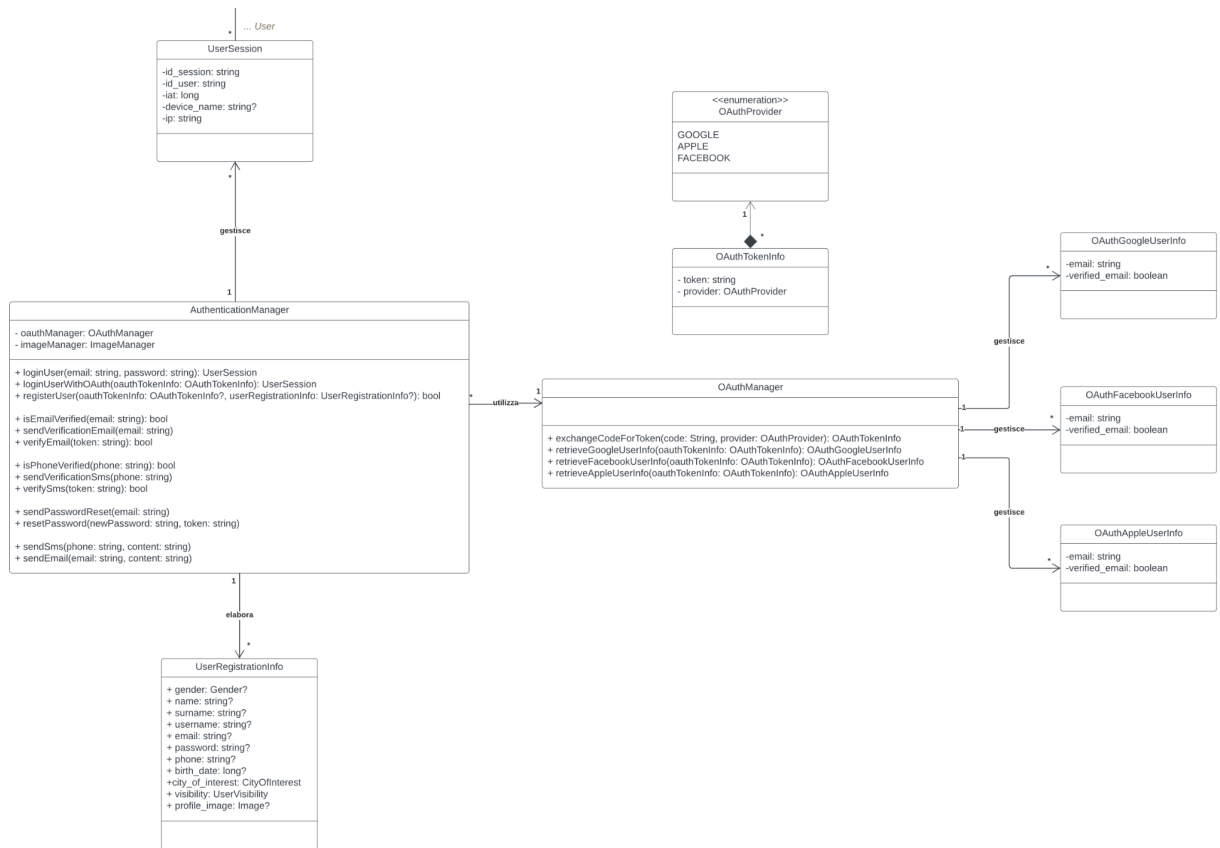 *
... User
UserSession
-id_session: string
-id_user: string
-iat: long
-device_name: string?
-ip: string
*
gestisce
1
AuthenticationManager
- oauthManager: OAuthManager
- imageManager: ImageManager
+ loginUser(email: string, password: string): UserSession
+ loginUserWithOAuth(oauthTokenInfo: OAuthTokenInfo): UserSession
+ registerUser(oauthTokenInfo: OAuthTokenInfo?, userRegistrationInfo: UserRegistrationInfo?): bool
+ isEmailVerified(email: string): bool
+ sendVerificationEmail(email: string)
+ verifyEmail(token: string): bool
+ isPhoneVerified(phone: string): bool
+ sendVerificationSms(phone: string)
+ verifySms(token: string): bool
+ sendPasswordReset(email: string)
+ resetPassword(newPassword: string, token: string)
+ sendSms(phone: string, content: string)
+ sendEmail(email: string, content: string)
1
elabora
*
UserRegistrationInfo
+ gender: Gender?
+ name: string?
+ surname: string?
+ username: string?
+ email: string?
+ password: string?
+ phone: string?
+ birth_date: long?
+city_of_interest: CityOfInterest
+ visibility: UserVisibility
+ profile_image: Image?
*
utilizza
1
<<enumeration>>
OAuthProvider
GOOGLE
APPLE
FACEBOOK
1
*
OAuthTokenInfo
- token: string
- provider: OAuthProvider
OAuthManager
+ exchangeCodeForToken(code: String, provider: OAuthProvider): OAuthTokenInfo
+ retrieveGoogleUserInfo(oauthTokenInfo: OAuthTokenInfo): OAuthGoogleUserInfo
+ retrieveFacebookUserInfo(oauthTokenInfo: OAuthTokenInfo): OAuthFacebookUserInfo
+ retrieveAppleUserInfo(oauthTokenInfo: OAuthTokenInfo): OAuthAppleUserInfo
1
gestisce
*
OAuthGoogleUserInfo
-email: string
-verified_email: boolean
1
gestisce
*
OAuthFacebookUserInfo
-email: string
-verified_email: boolean
1
gestisce
*
OAuthAppleUserInfo
-email: string
-verified_email: boolean